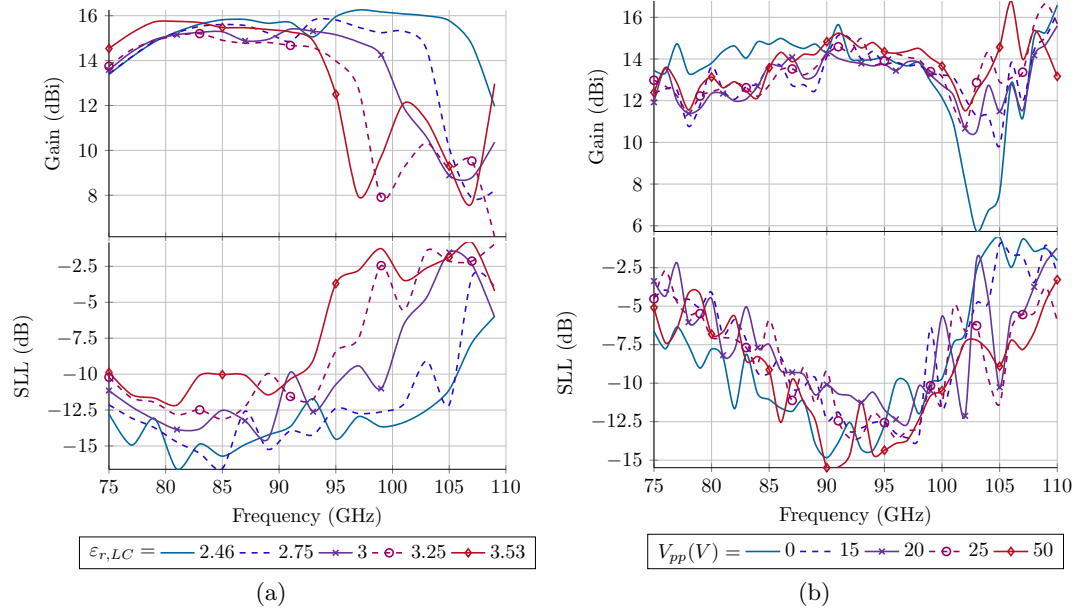 8
10
12
14
16
Gain (dBi)
75 80 85 90 95 100 105 110
−15
−12.5
−10
−7.5
−5
−2.5
Frequency (GHz)
SLL (dB)
εr,LC = 2.46 2.75 3 3.25 3.53
(a)
6
8
10
12
14
16
Gain (dBi)
75 80 85 90 95 100 105 110
−15
−12.5
−10
−7.5
−5
−2.5
Frequency (GHz)
SLL (dB)
Vpp(V) = 0 15 20 25 50
(b)